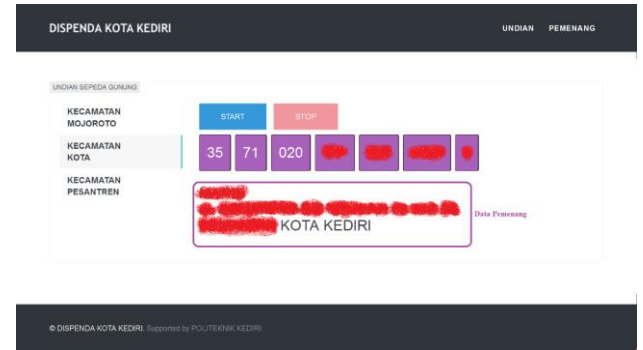 DISPENDA KOTA KEDIRI
UNDIAN PEMENANG
UNDIAN SEPEDA GUNUNG
KECAMATAN
MOJOROTO
KECAMATAN
KOTA
KECAMATAN
PESANTREN
START STOP
35 71 020
KOTA KEDIRI
Data Pemenang
© DISPENDA KOTA KEDIRI. Supported by POLITEKNIK KEDIRI